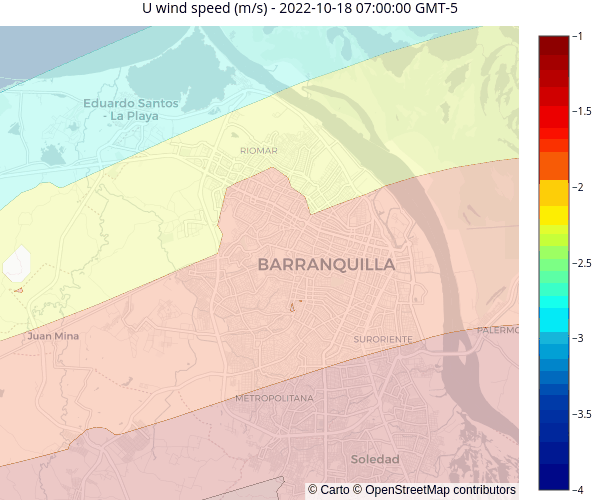 U wind speed (m/s) - 2022-10-18 07:00:00 GMT-5
−1
−1.5
−2
−2.5
−3
−3.5
−4
Eduardo Santos
- La Playa
RIOMAR
BARRANQUILLA
Juan Mina
SURORIENTE
PALERMO
METROPOLITANA
Soledad
© Carto © OpenStreetMap contributors